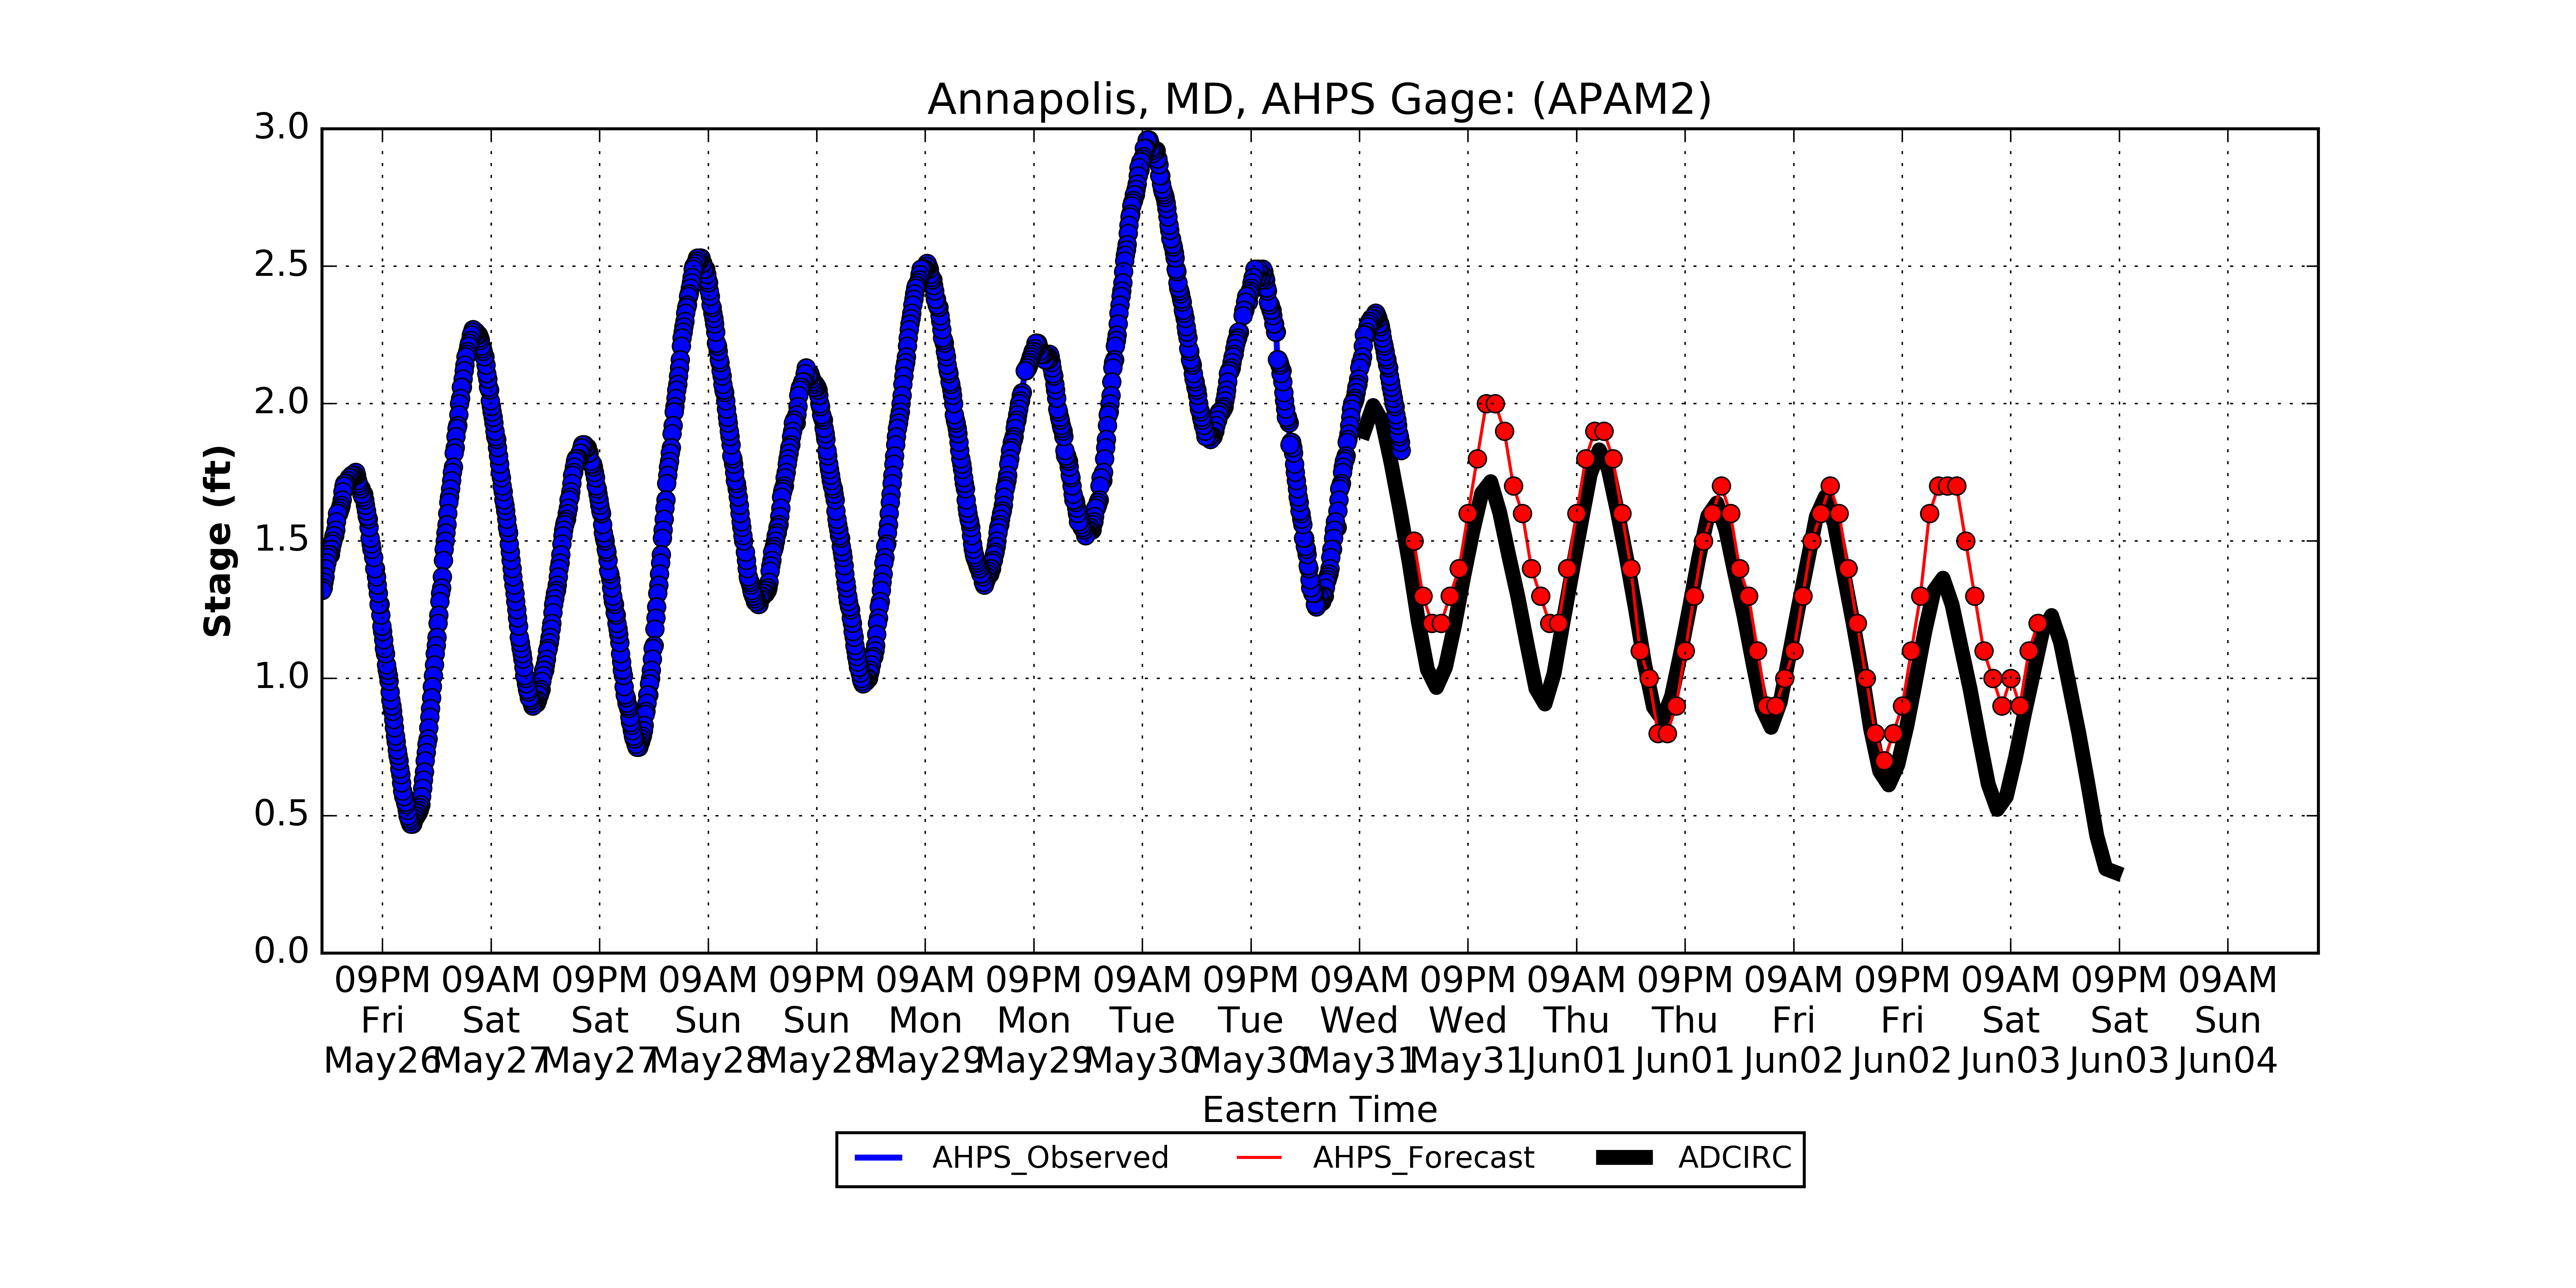 Annapolis, MD, AHPS Gage: (APAM2)
3.0
2.5
2.0
1.5
1.0
0.5
0.0
Stage (ft)
09PM 09AM 09PM 09AM 09PM 09AM 09PM 09AM 09PM 09AM 09PM 09AM 09PM 09AM 09PM 09AM 09PM 09AM
Fri Sat Sat Sun Sun Mon Mon Tue Tue Wed Wed Thu Thu Fri Fri Sat Sat Sun
May26 May27 May27 May28 May28 May29 May29 May30 May30 May31 May31 Jun01 Jun01 Jun02 Jun02 Jun03 Jun03 Jun04
Eastern Time
AHPS_Observed AHPS_Forecast ADCIRC